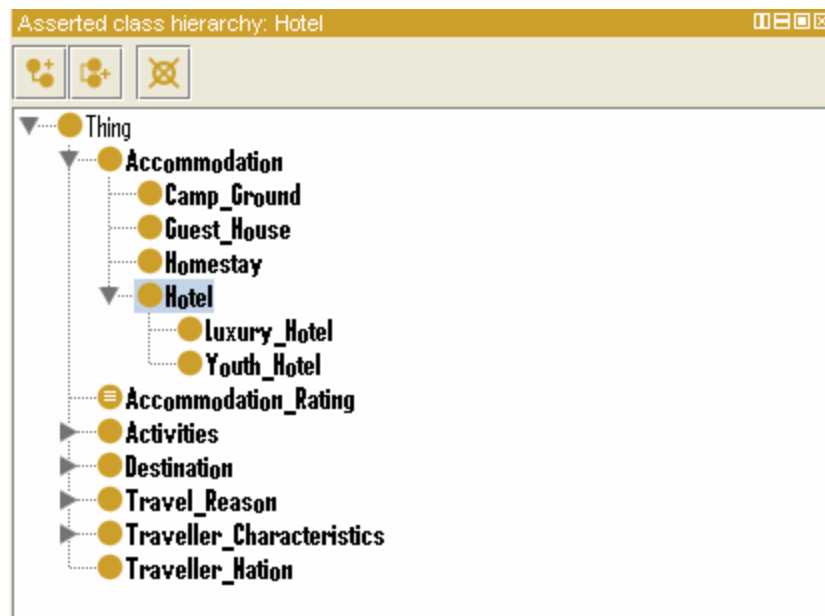 Asserted class hierarchy: Hotel
Thing
Accommodation
Camp_Ground
Guest_House
Homestay
Hotel
Luxury_Hotel
Youth_Hotel
Accommodation_Rating
Activities
Destination
Travel_Reason
Traveller_Characteristics
Traveller_Nation